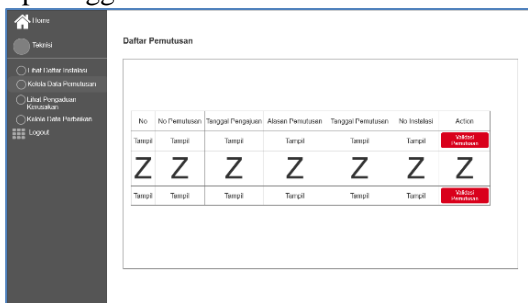 Home
Teknisi
Daftar Pemutusan
Lihat Daftar Instalasi
Kelola Data Pemutusan
Lihat Pengaduan
Kerusakan
Kelola Data Perbaikan
Logout
No No Pemutusan Tanggal Pengajuan Alasan Pemutusan Tanggal Pemutusan No Instalasi Action
Tampil Tampil Tampil Tampil Tampil Tampil Validasi
Pemutusan
Z Z Z Z Z Z Z
Tampil Tampil Tampil Tampil Tampil Tampil Validasi
Pemutusan